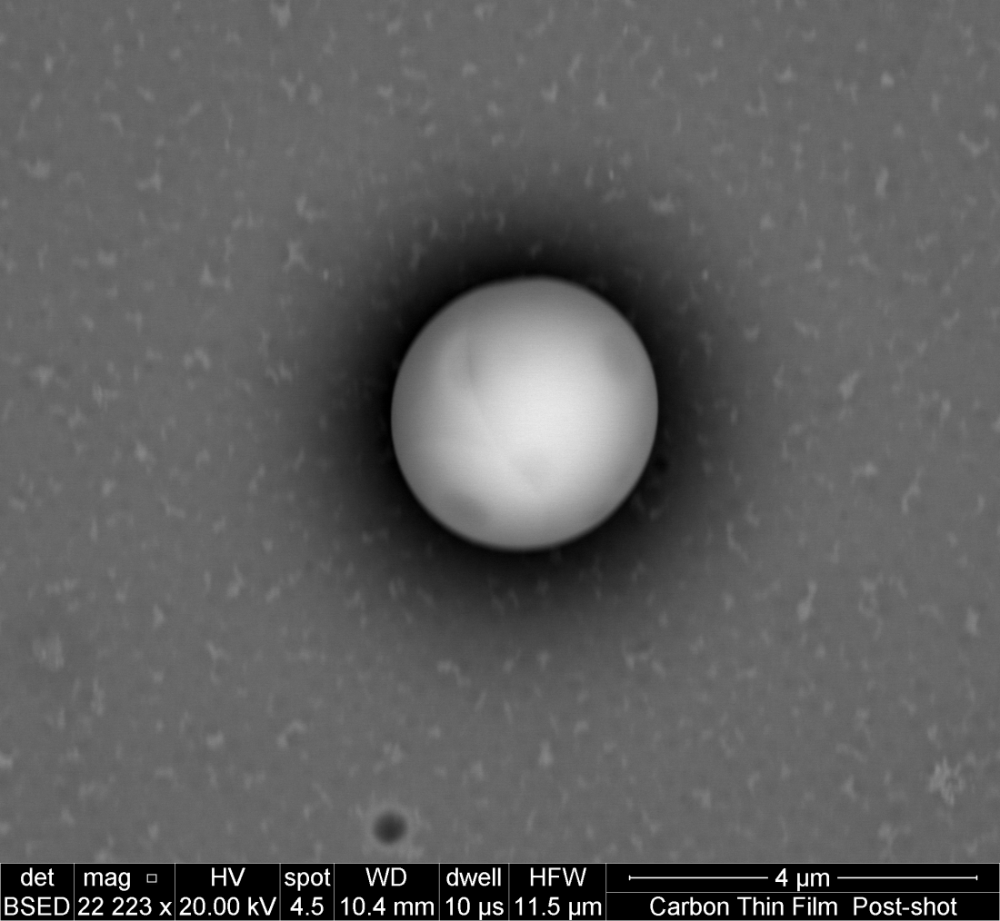 det mag □ HV spot WD dwell HFW 4 µm
BSED 22 223 x 20.00 kV 4.5 10.4 mm 10 µs 11.5 µm Carbon Thin Film Post-shot